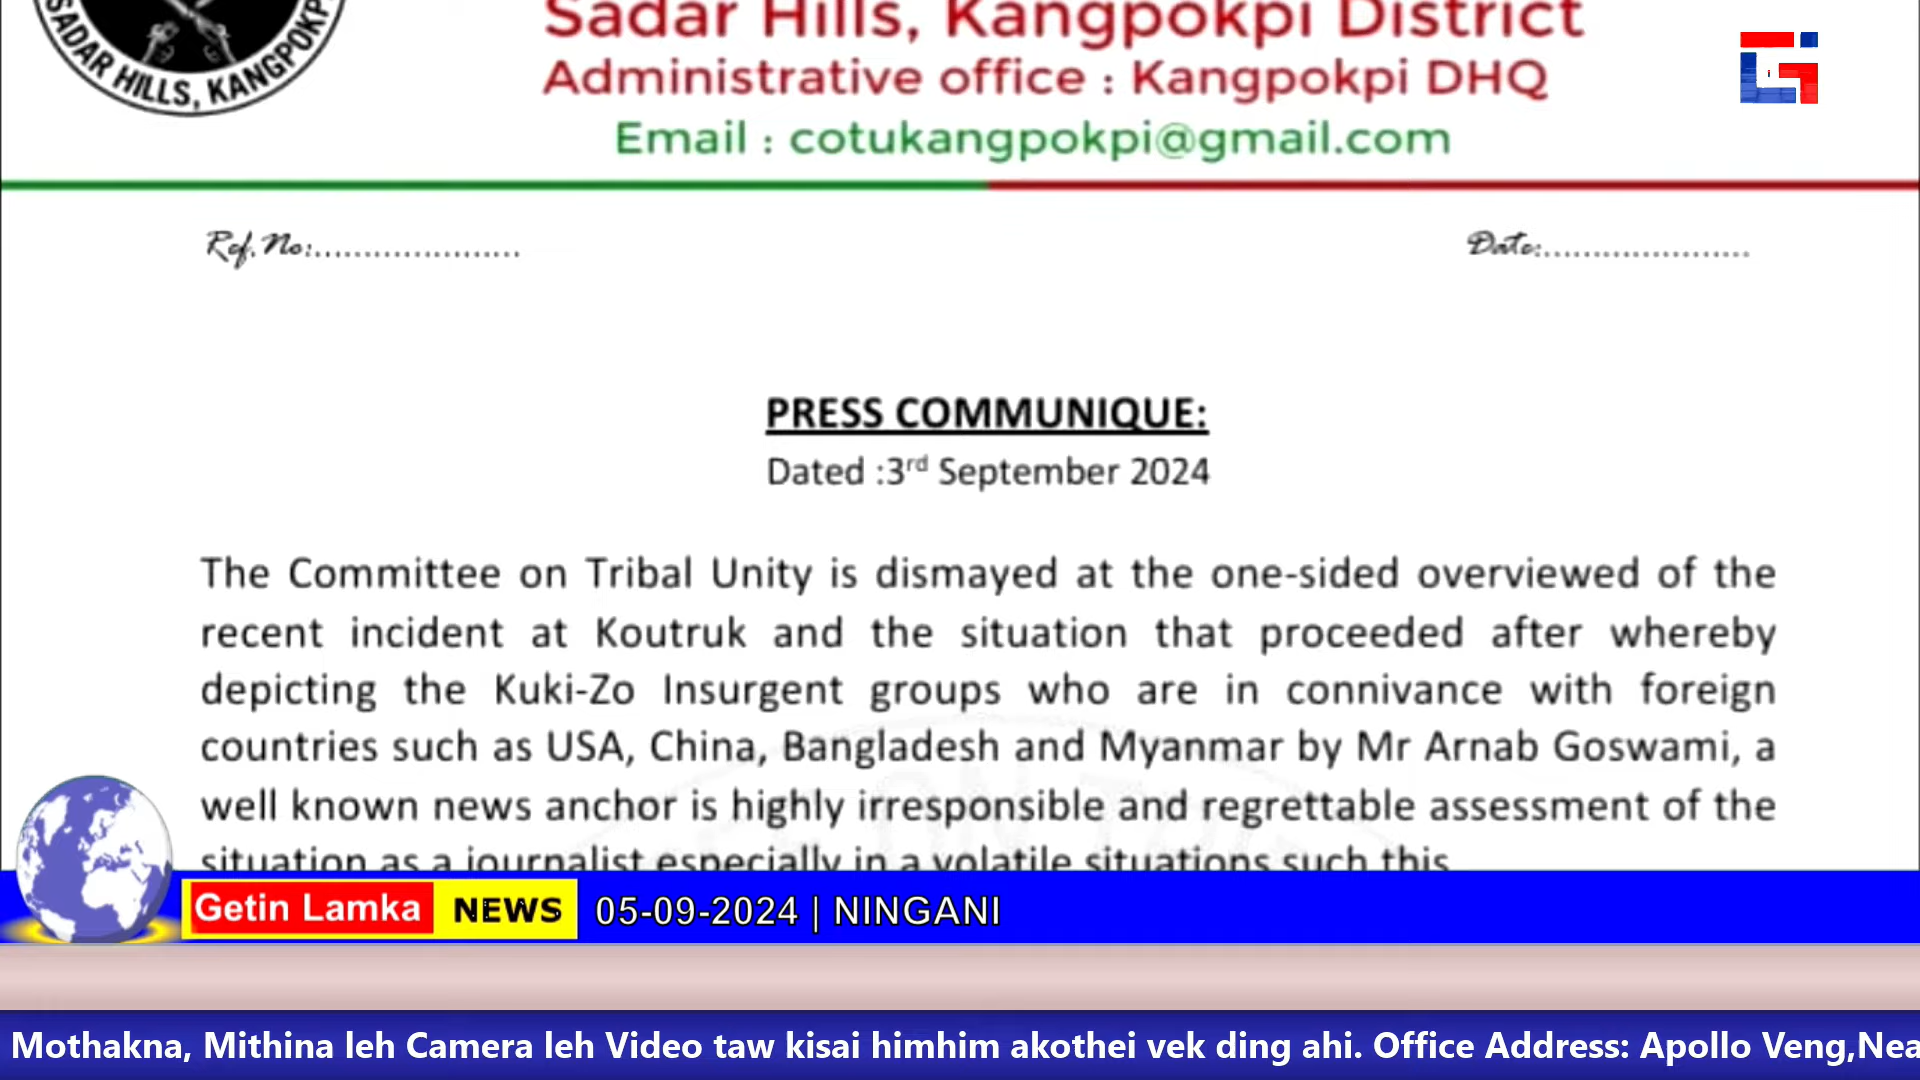 Sadar Hills, Kangpokpi District
Administrative office : Kangpokpi DHQ
Email : cotukangpokpi@gmail.com
SADAR HILLS, KANGPOKPI
Ref. No:.....................
Date:.....................
PRESS COMMUNIQUE:
Dated :3rd September 2024
The Committee on Tribal Unity is dismayed at the one-sided overviewed of the
recent incident at Koutruk and the situation that proceeded after whereby
depicting the Kuki-Zo Insurgent groups who are in connivance with foreign
countries such as USA, China, Bangladesh and Myanmar by Mr Arnab Goswami, a
well known news anchor is highly irresponsible and regrettable assessment of the
situation as a journalist especially in a volatile situations such this
Getin Lamka NEWS 05-09-2024 | NINGANI
Mothakna, Mithina leh Camera leh Video taw kisai himhim akothei vek ding ahi. Office Address: Apollo Veng,Nea